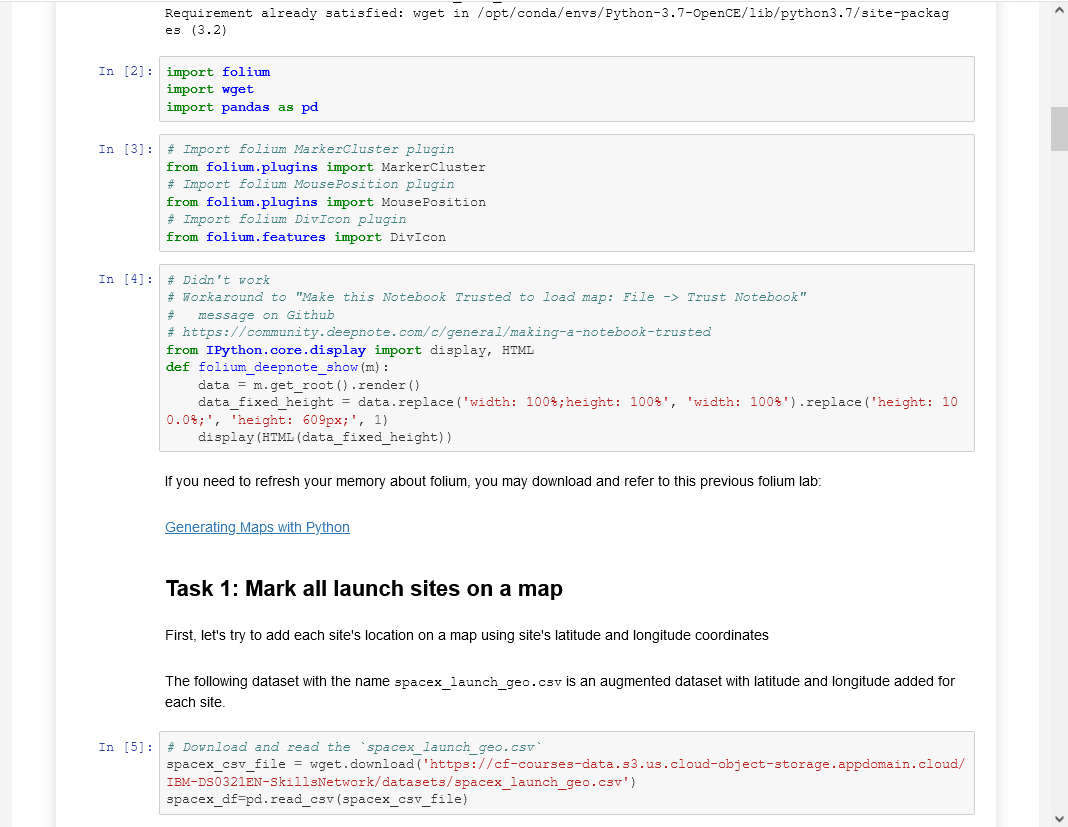 Requirement already satisfied: wget in /opt/conda/envs/Python-3.7-OpenCE/lib/python3.7/site-packag
es (3.2)
In [2]: import folium
import wget
import pandas as pd
In [3]: # Import folium MarkerCluster plugin
from folium.plugins import MarkerCluster
# Import folium MousePosition plugin
from folium.plugins import MousePosition
# Import folium DivIcon plugin
from folium.features import DivIcon
In [4]: # Didn't work
# Workaround to "Make this Notebook Trusted to load map: File -> Trust Notebook"
#   message on Github
# https://community.deepnote.com/c/general/making-a-notebook-trusted
from IPython.core.display import display, HTML
def folium_deepnote_show(m):
    data = m.get_root().render()
    data_fixed_height = data.replace('width: 100%;height: 100%', 'width: 100%').replace('height: 10
0.0%;', 'height: 609px;', 1)
    display(HTML(data_fixed_height))
If you need to refresh your memory about folium, you may download and refer to this previous folium lab:
Generating Maps with Python
Task 1: Mark all launch sites on a map
First, let's try to add each site's location on a map using site's latitude and longitude coordinates
The following dataset with the name spacex_launch_geo.csv is an augmented dataset with latitude and longitude added for
each site.
In [5]: # Download and read the `spacex_launch_geo.csv`
spacex_csv_file = wget.download('https://cf-courses-data.s3.us.cloud-object-storage.appdomain.cloud/
IBM-DS0321EN-SkillsNetwork/datasets/spacex_launch_geo.csv')
spacex_df=pd.read_csv(spacex_csv_file)